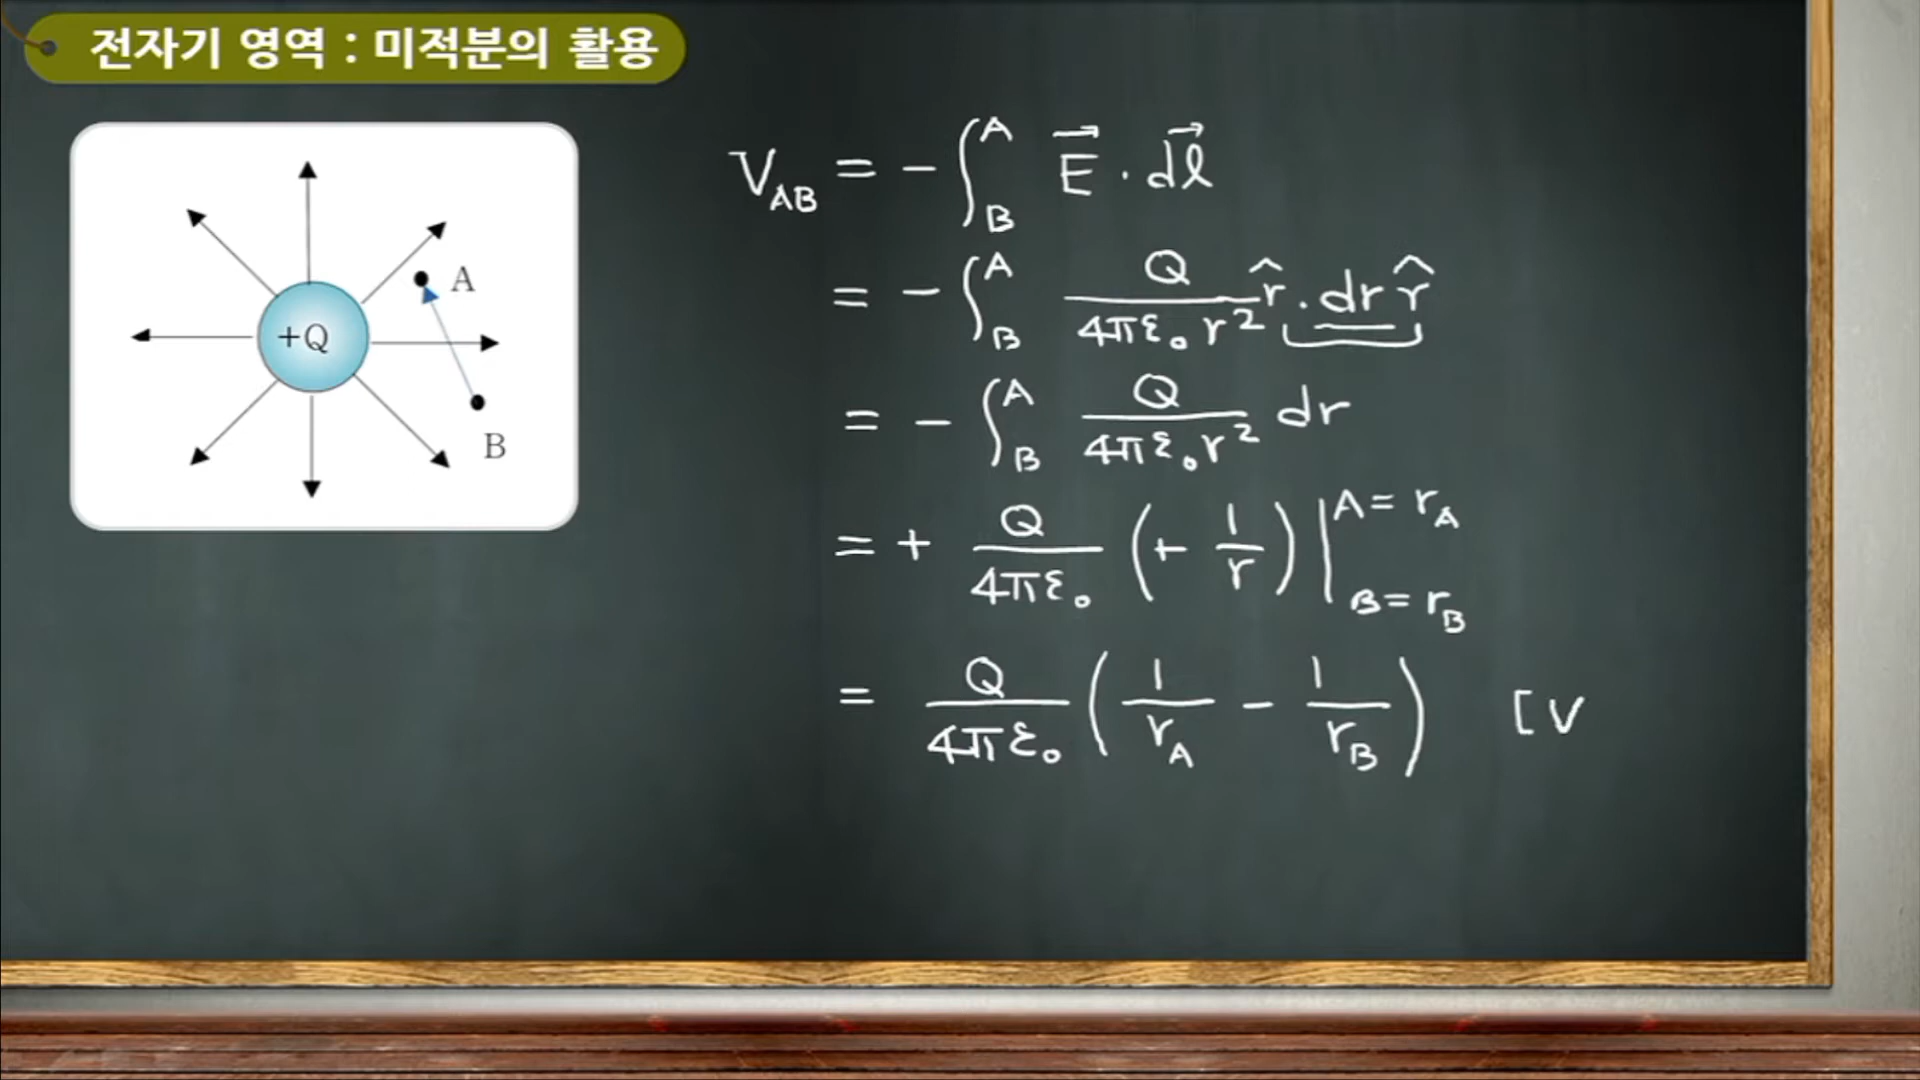 전자기 영역 : 미적분의 활용
+Q
A
B
V_AB = - ∫_B^A E⃗ · dl⃗
= - ∫_B^A Q/(4πε₀r²) r̂ · dr r̂
= - ∫_B^A Q/(4πε₀r²) dr
= + Q/(4πε₀) (+ 1/r) |_{B = r_B}^{A = r_A}
= Q/(4πε₀) (1/r_A - 1/r_B) [V